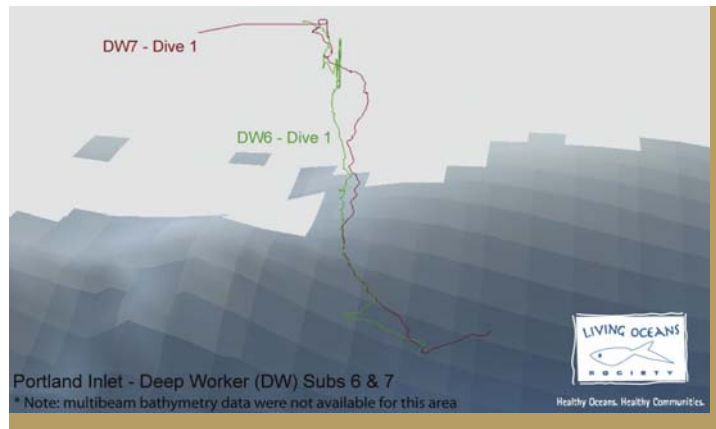 DW7 - Dive 1
DW6 - Dive 1
LIVING OCEANS
SOCIETY
Portland Inlet - Deep Worker (DW) Subs 6 & 7
* Note: multibeam bathymetry data were not available for this area
Healthy Oceans. Healthy Communities.